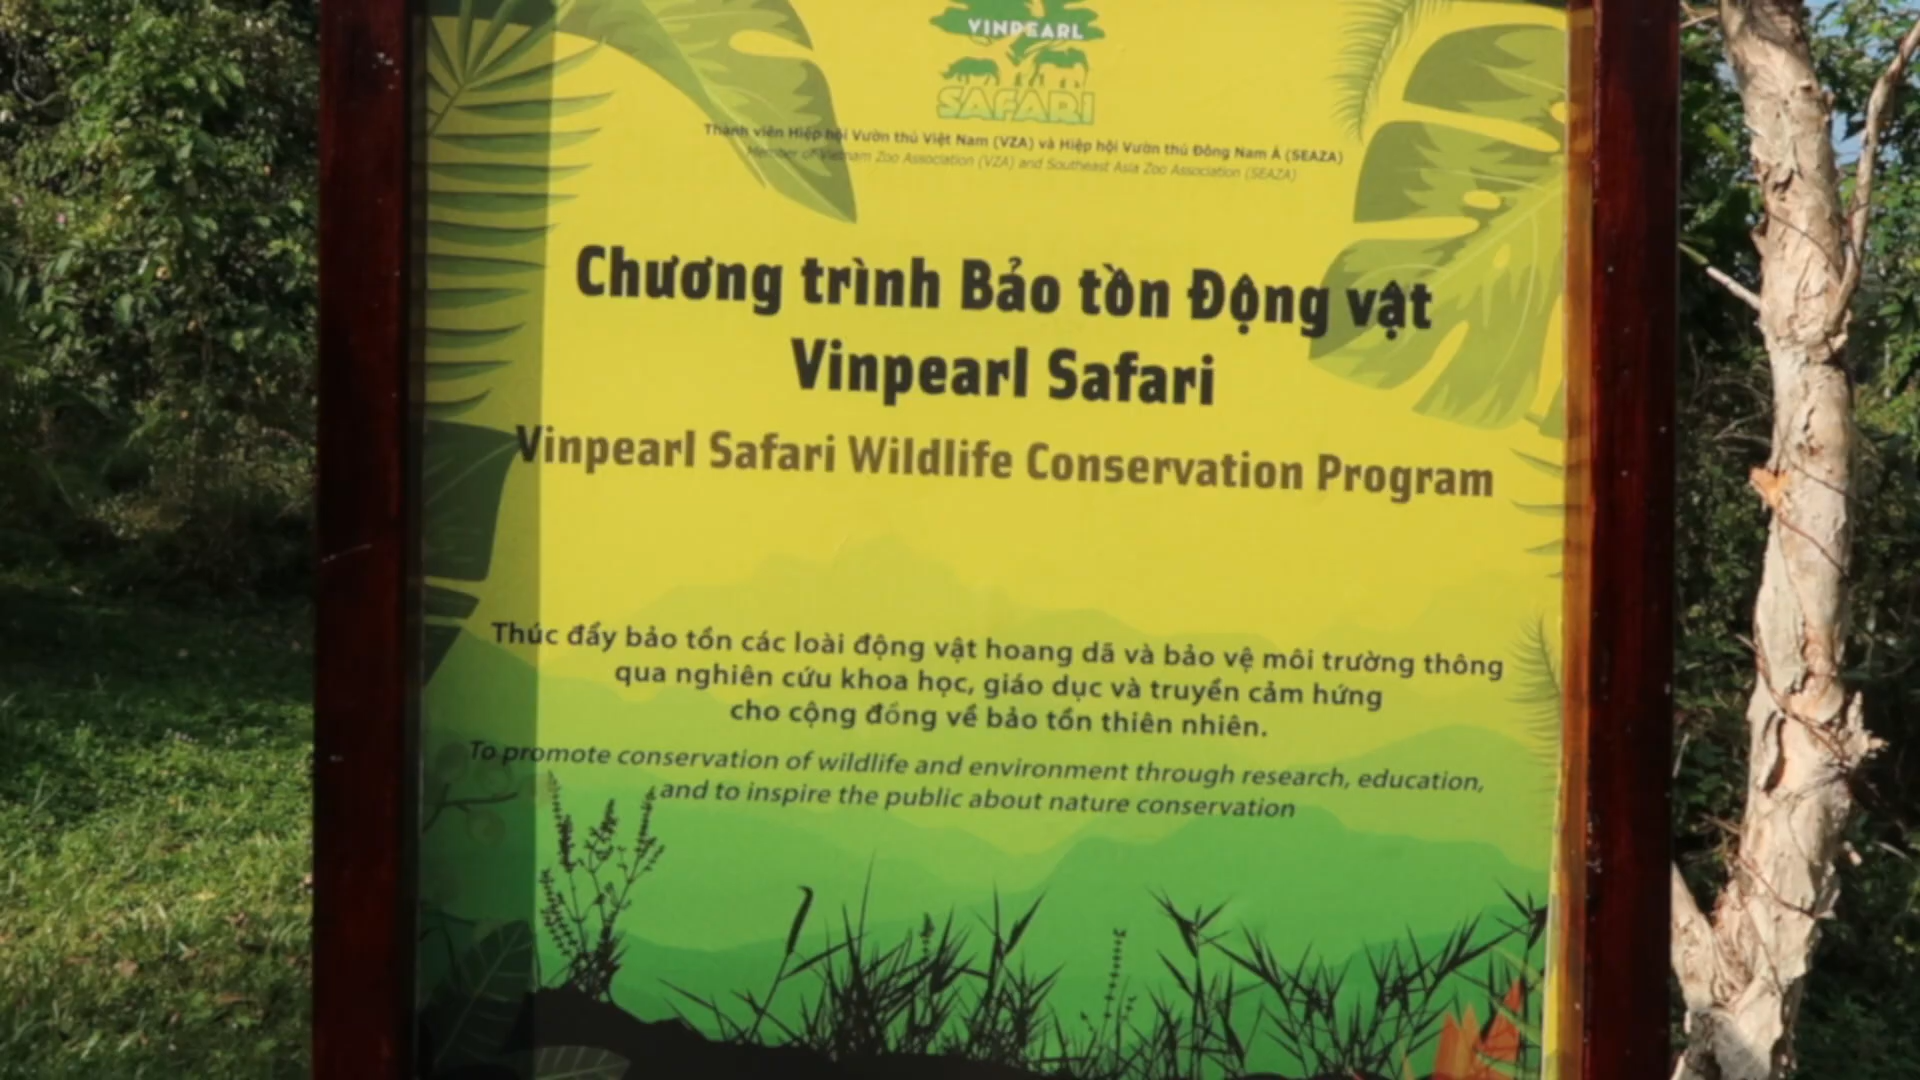 VINPEARL
SAFARI
Thành viên Hiệp hội Vườn thú Việt Nam (VZA) và Hiệp hội Vườn thú Đông Nam Á (SEAZA)
Member of Vietnam Zoo Association (VZA) and Southeast Asia Zoo Association (SEAZA)
Chương trình Bảo tồn Động vật
Vinpearl Safari
Vinpearl Safari Wildlife Conservation Program
Thúc đẩy bảo tồn các loài động vật hoang dã và bảo vệ môi trường thông
qua nghiên cứu khoa học, giáo dục và truyền cảm hứng
cho cộng đồng về bảo tồn thiên nhiên.
To promote conservation of wildlife and environment through research, education,
and to inspire the public about nature conservation